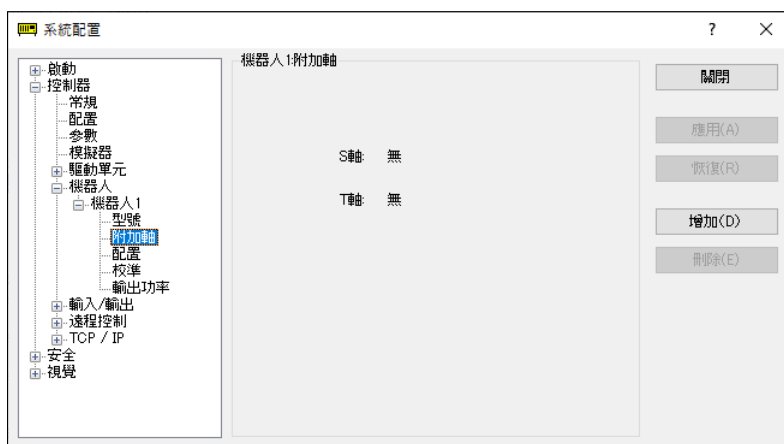 系統配置
?
啟動
控制器
常規
配置
參數
模擬器
驅動單元
機器人
機器人1
型號
附加軸
配置
校準
輸出功率
輸入/輸出
遠程控制
TCP / IP
安全
視覺
機器人1:附加軸
S軸: 無
T軸: 無
關閉
應用(A)
恢復(R)
增加(D)
刪除(E)